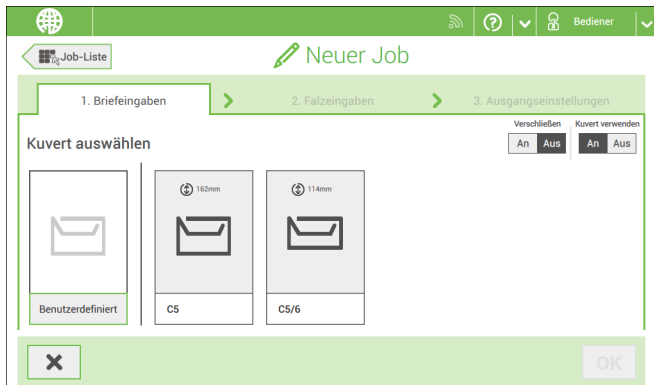 Bediener
Job-Liste
Neuer Job
1. Briefeingaben
2. Falzeingaben
3. Ausgangseinstellungen
Kuvert auswählen
Verschließen
Kuvert verwenden
An Aus
An Aus
162mm
114mm
Benutzerdefiniert
C5
C5/6
OK